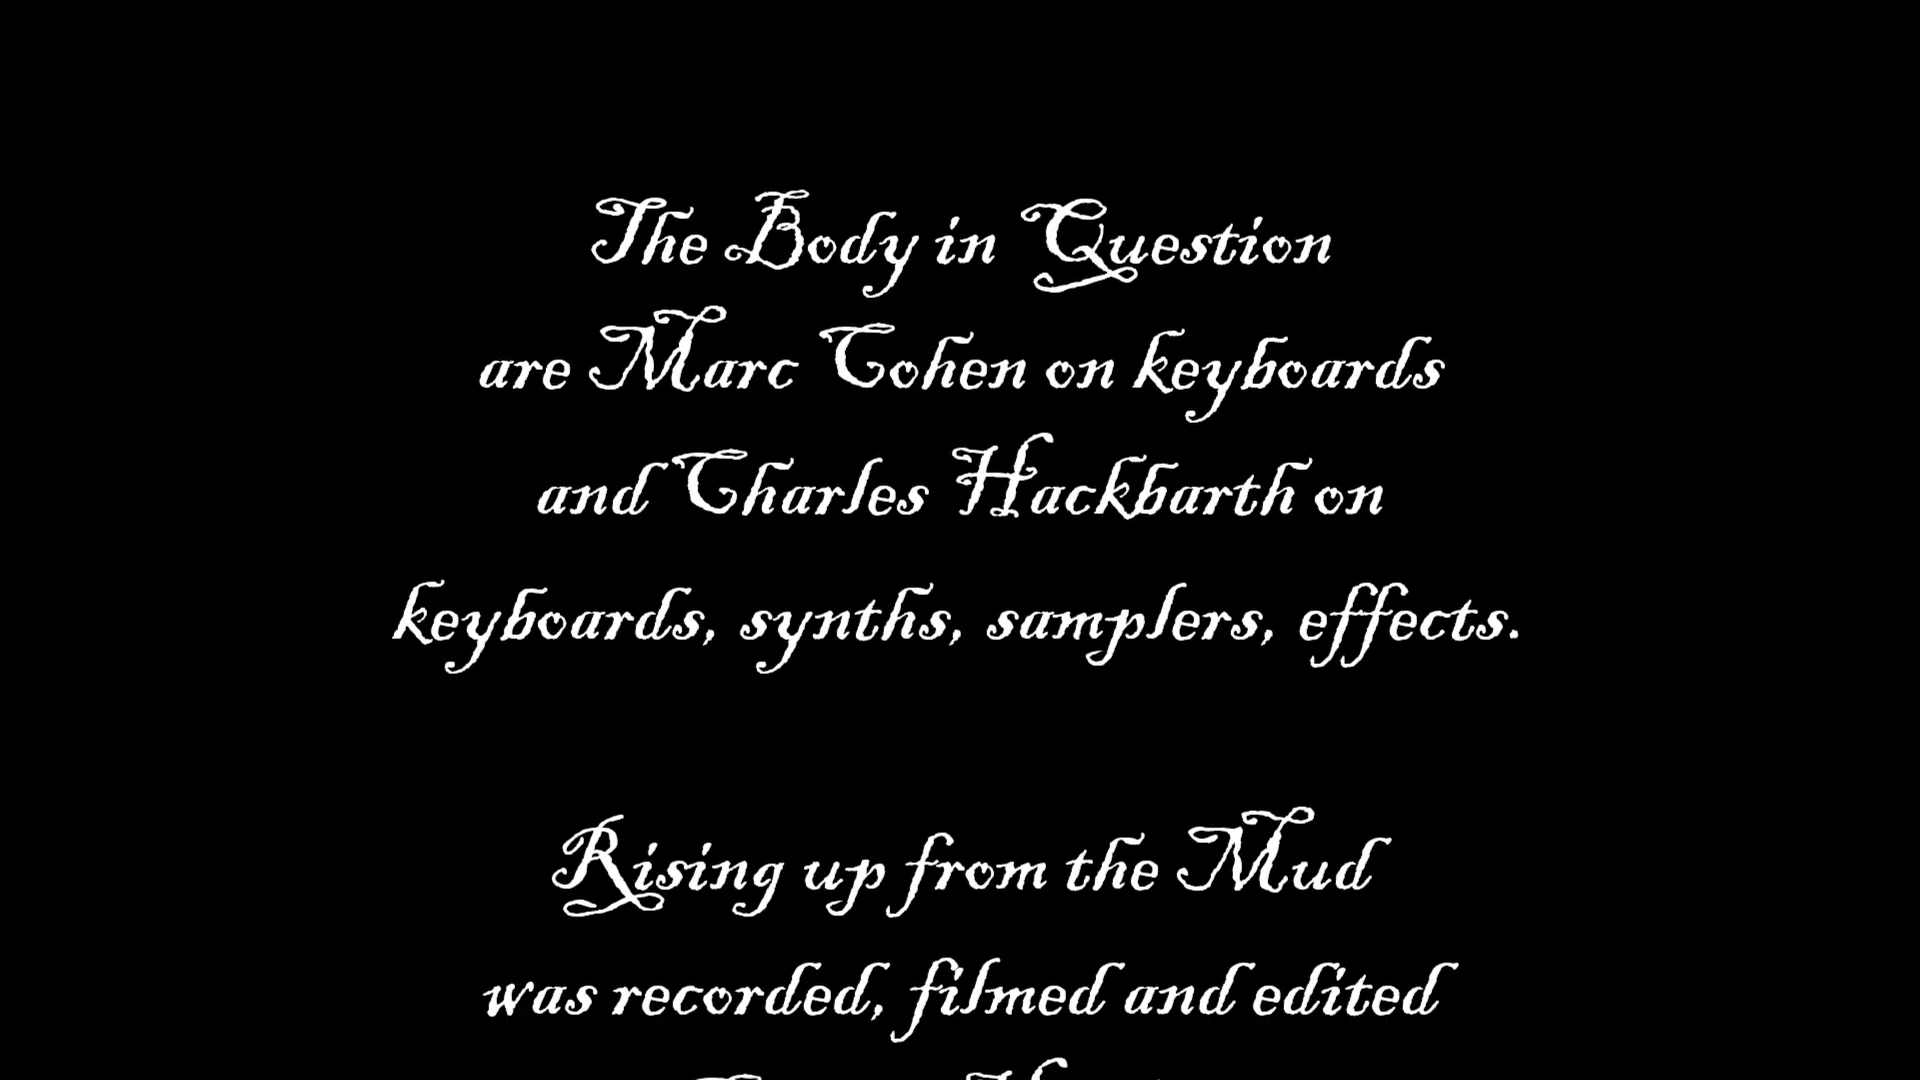 The Body in Question
are Marc Cohen on keyboards
and Charles Hackbarth on
keyboards, synths, samplers, effects.
Rising up from the Mud
was recorded, filmed and edited